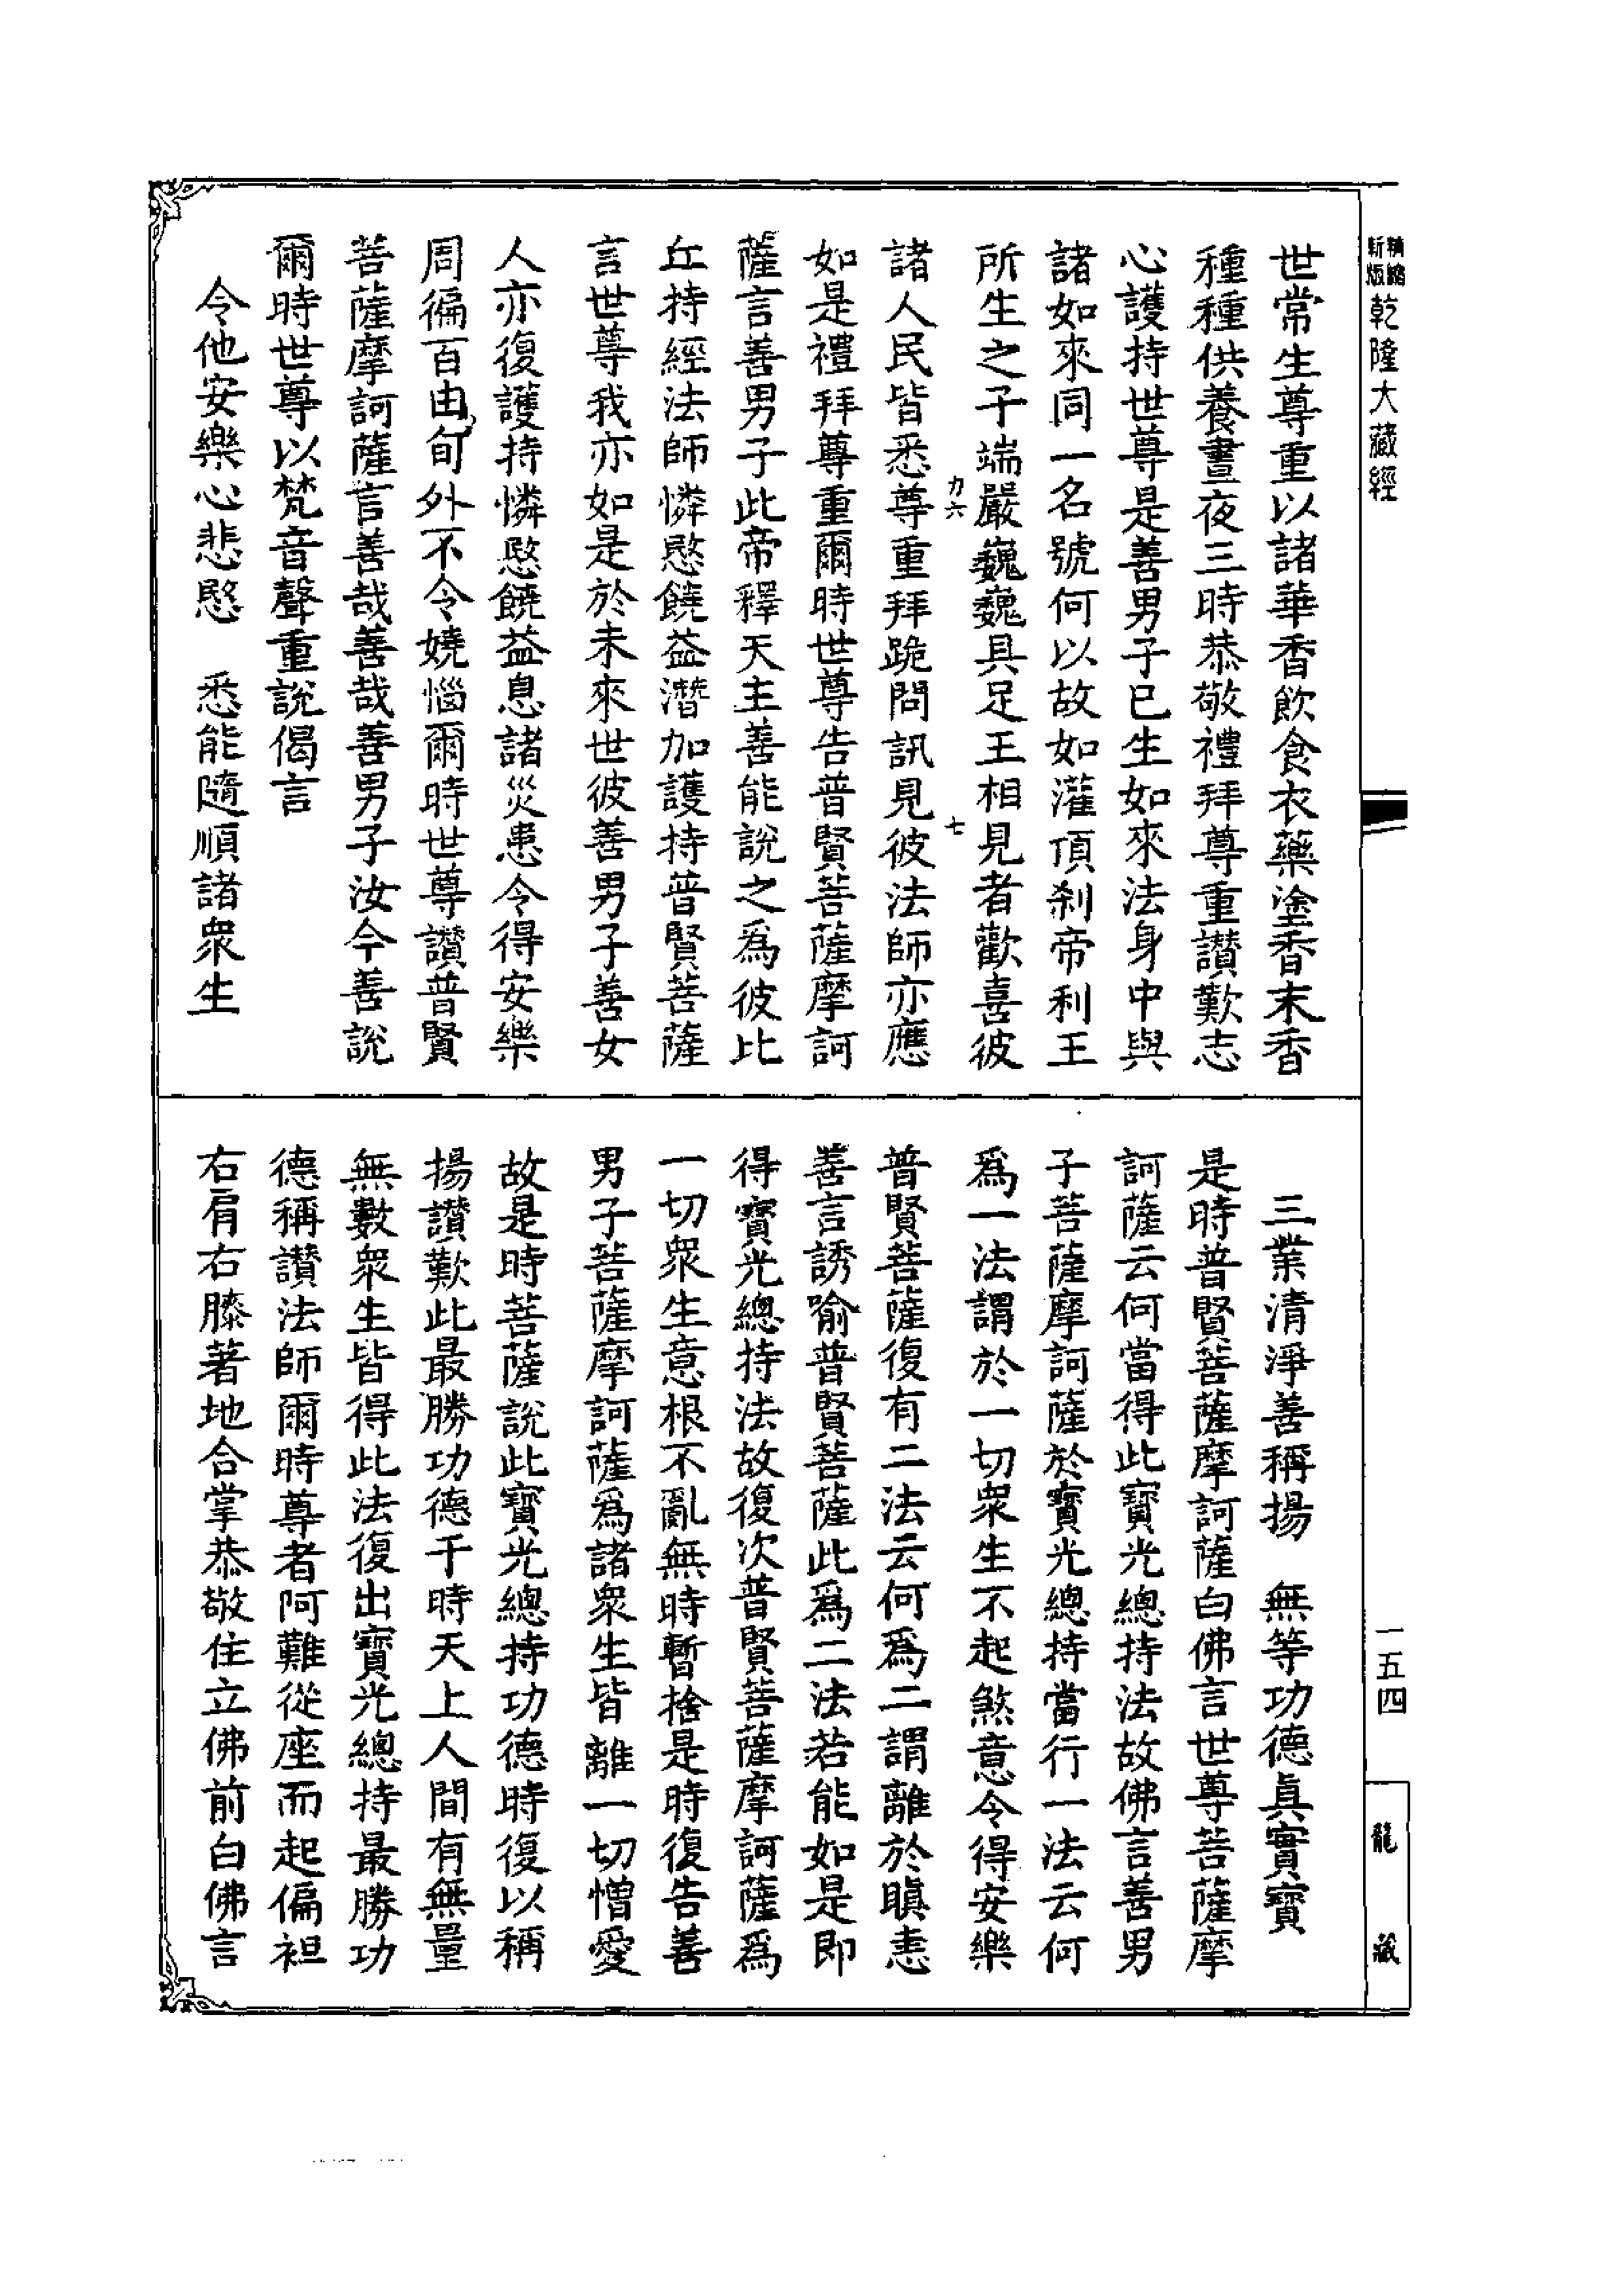 精縮
新版
乾隆大藏經
世常生尊重以諸華香飲食衣藥塗香末香
種種供養晝夜三時恭敬禮拜尊重讚歎志
心護持世尊是善男子已生如來法身中與
諸如來同一名號何以故如灌頂剎帝利王
所生之子端嚴巍巍具足王相見者歡喜彼
力六
七
諸人民皆悉尊重拜跪問訊見彼法師亦應
如是禮拜尊重爾時世尊告普賢菩薩摩訶
薩言善男子此帝釋天主善能說之為彼比
丘持經法師憐愍饒益潛加護持普賢菩薩
言世尊我亦如是於未來世彼善男子善女
人亦復護持憐愍饒益息諸災患令得安樂
周徧百由旬外不令嬈惱爾時世尊讚普賢
菩薩摩訶薩言善哉善哉善男子汝今善說
爾時世尊以梵音聲重說偈言
令他安樂心悲愍　悉能隨順諸衆生
三業清淨善稱揚　無等功德真實寶
是時普賢菩薩摩訶薩白佛言世尊菩薩摩
訶薩云何當得此寶光總持法故佛言善男
子菩薩摩訶薩於寶光總持當行一法云何
為一法謂於一切衆生不起煞意令得安樂
普賢菩薩復有二法云何為二謂離於瞋恚
善言誘喻普賢菩薩此為二法若能如是即
得寶光總持法故復次普賢菩薩摩訶薩為
一切衆生意根不亂無時暫捨是時復告善
男子菩薩摩訶薩為諸衆生皆離一切憎愛
故是時菩薩說此寶光總持功德時復以稱
揚讚歎此最勝功德千時天上人間有無量
無數衆生皆得此法復出寶光總持最勝功
德稱讚法師爾時尊者阿難從座而起偏袒
右肩右膝著地合掌恭敬住立佛前白佛言
一五四
龍藏